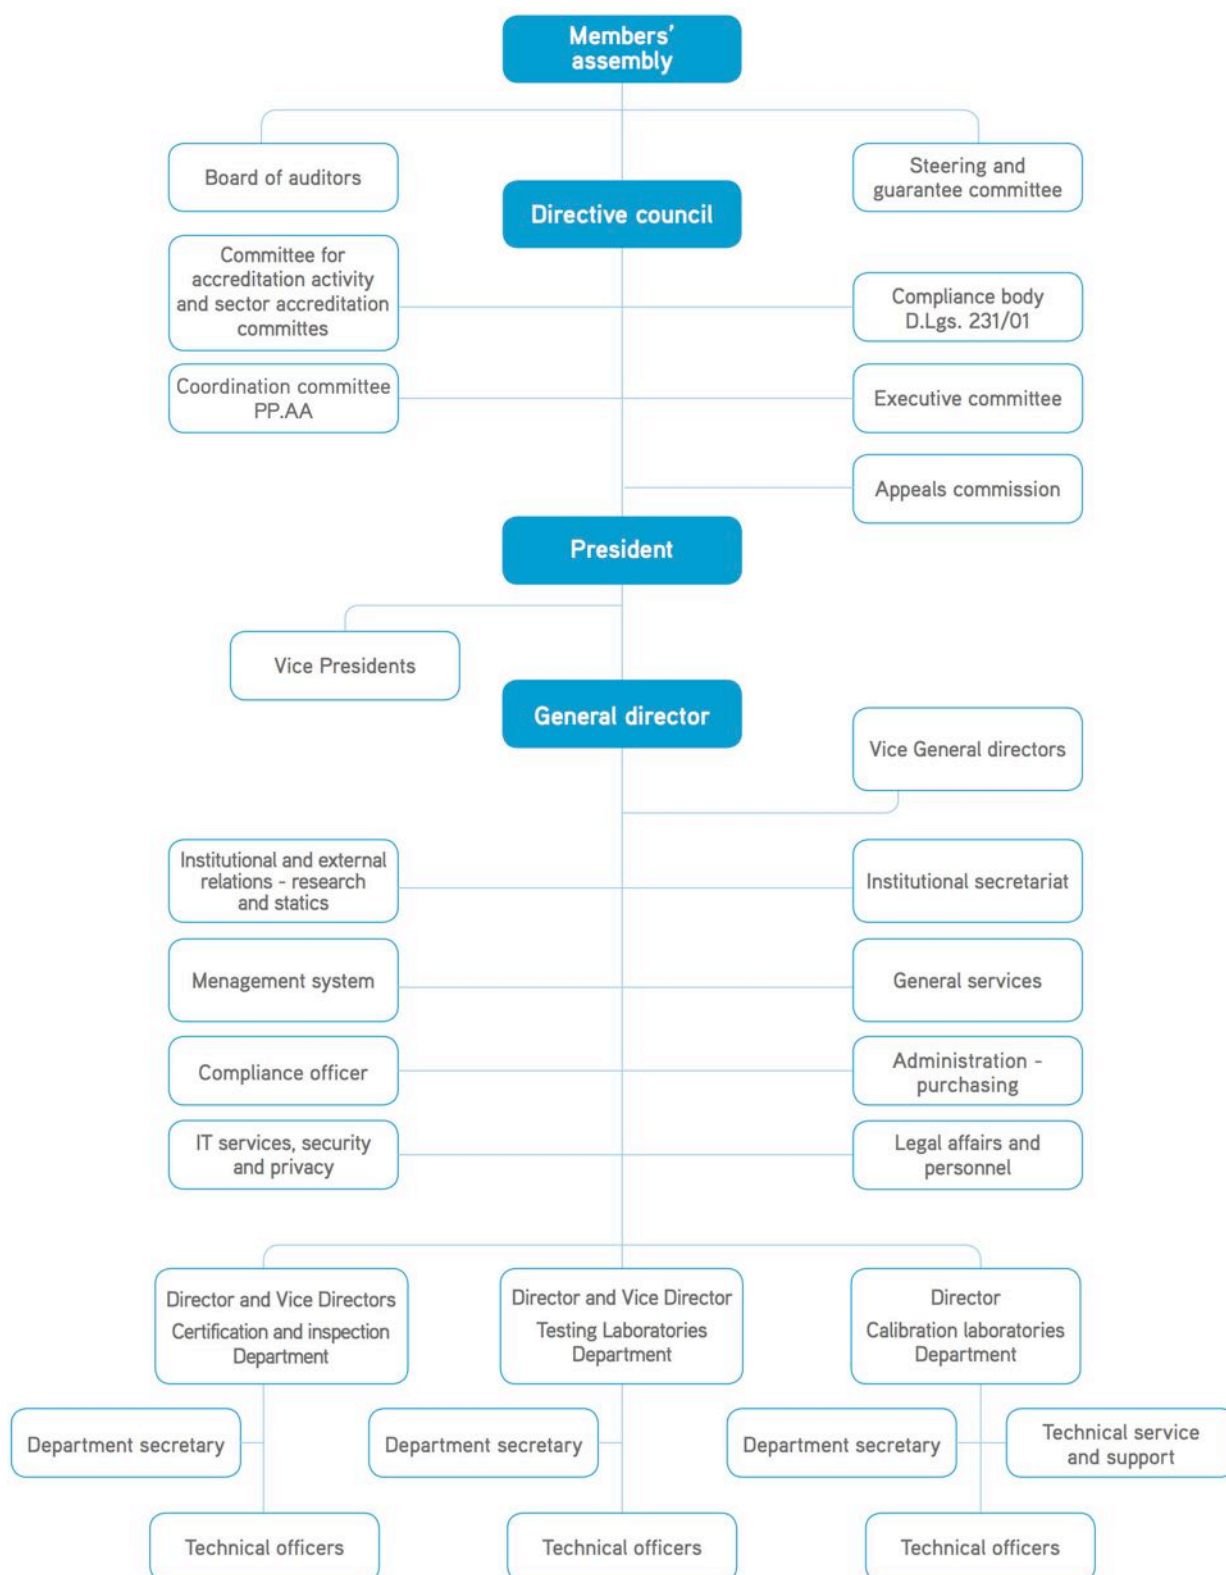 Members'
assembly
Board of auditors
Steering and
guarantee committee
Directive council
Committee for
accreditation activity
and sector accreditation
committes
Compliance body
D.Lgs. 231/01
Coordination committee
PP.AA
Executive committee
Appeals commission
President
Vice Presidents
General director
Vice General directors
Institutional and external
relations - research
and statics
Institutional secretariat
Menagement system
General services
Compliance officer
Administration -
purchasing
IT services, security
and privacy
Legal affairs and
personnel
Director and Vice Directors
Certification and inspection
Department
Director and Vice Director
Testing Laboratories
Department
Director
Calibration laboratories
Department
Department secretary
Department secretary
Department secretary
Technical service
and support
Technical officers
Technical officers
Technical officers